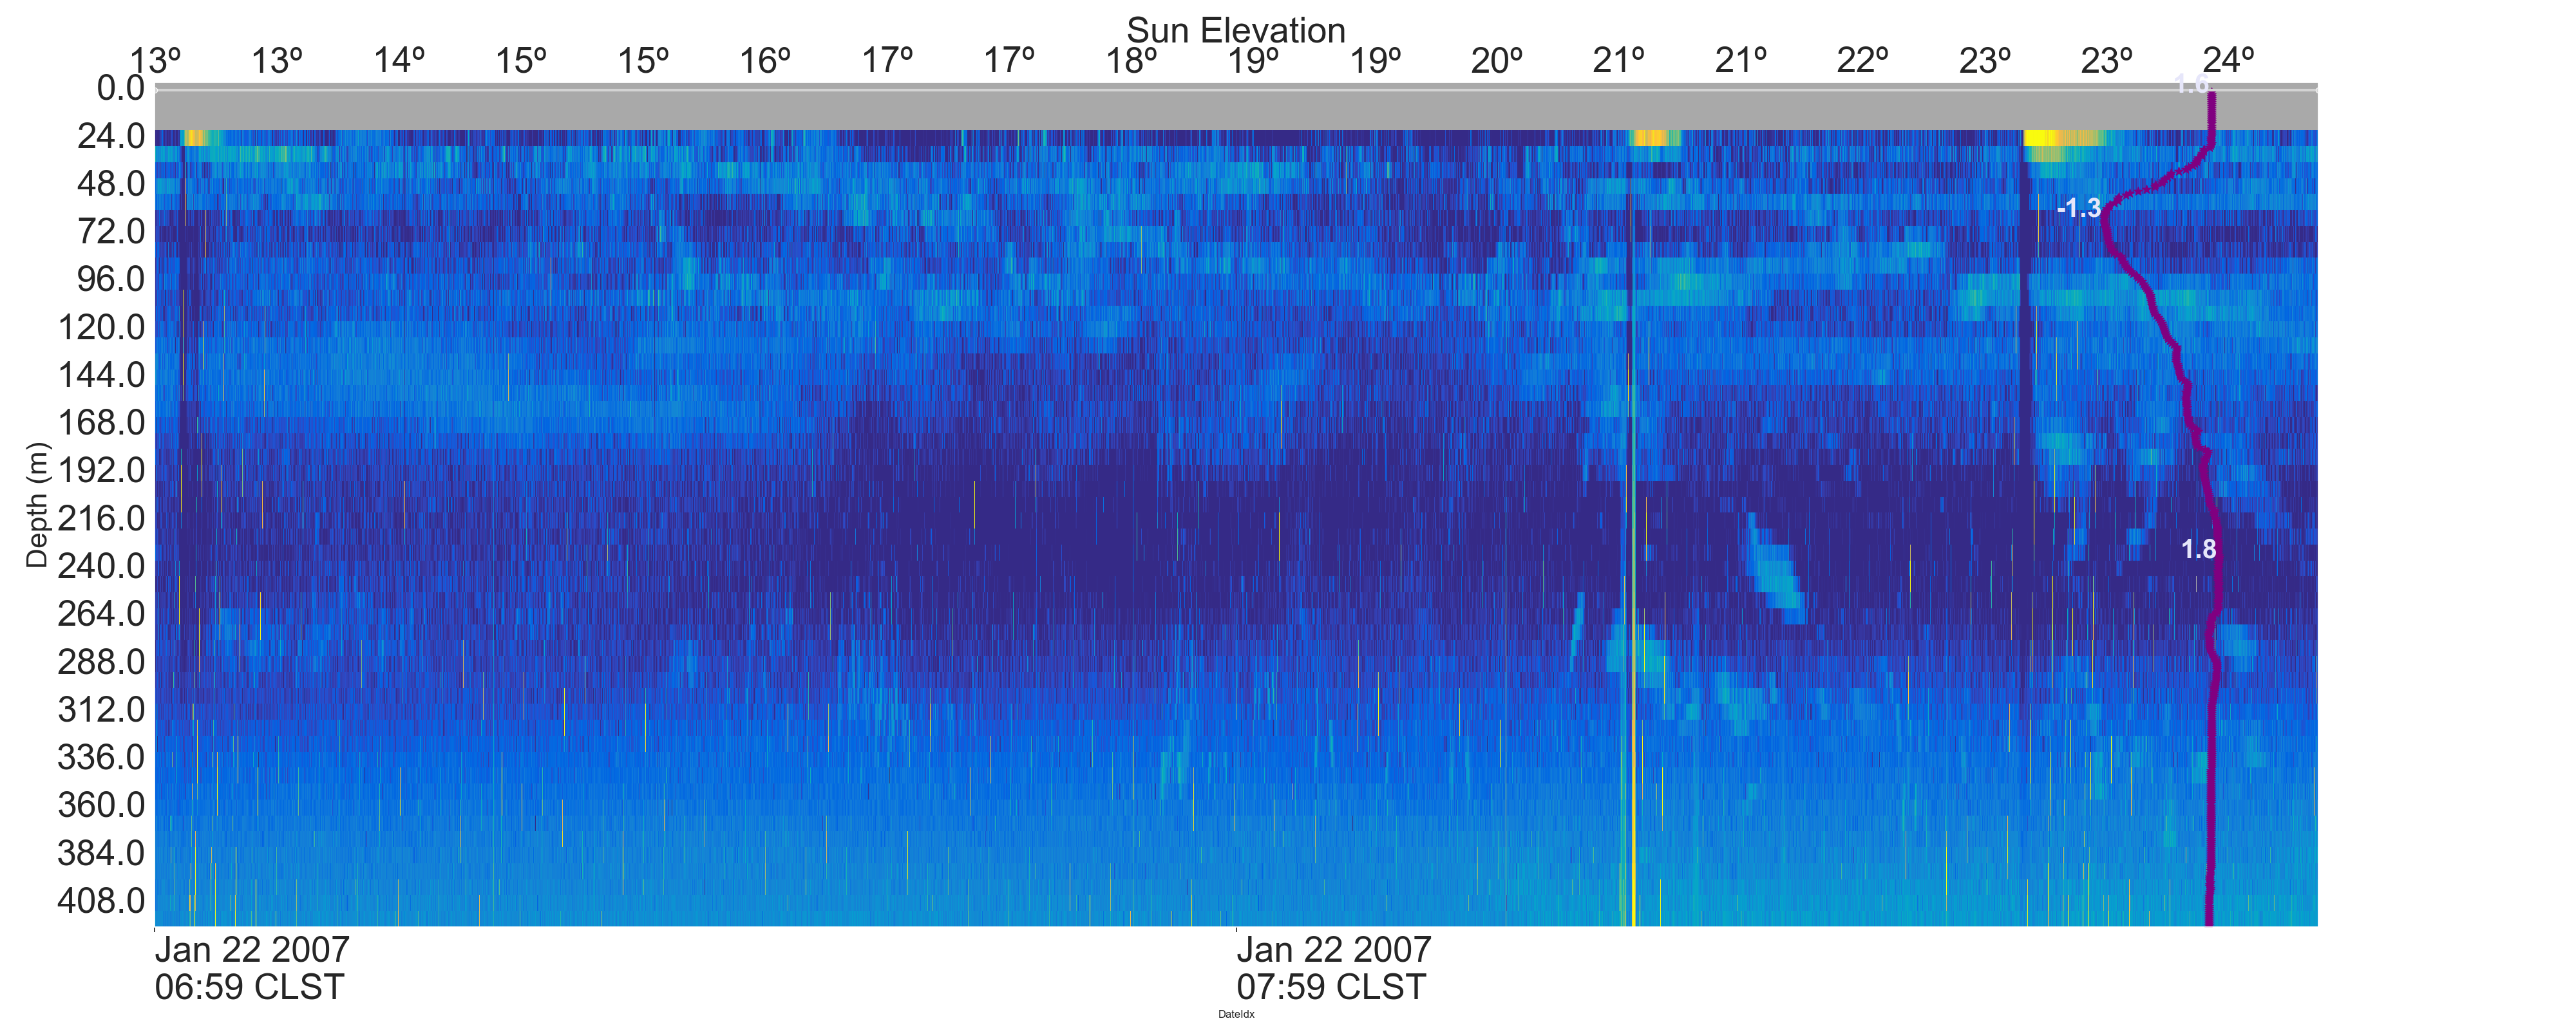 Sun Elevation
13º 13º 14º 15º 15º 16º 17º 17º 18º 19º 19º 20º 21º 21º 22º 23º 23º 24º
0.0
24.0
48.0
72.0
96.0
120.0
144.0
168.0
192.0
216.0
240.0
264.0
288.0
312.0
336.0
360.0
384.0
408.0
Depth (m)
1.6
-1.3
1.8
Jan 22 2007
06:59 CLST
Jan 22 2007
07:59 CLST
DateIdx